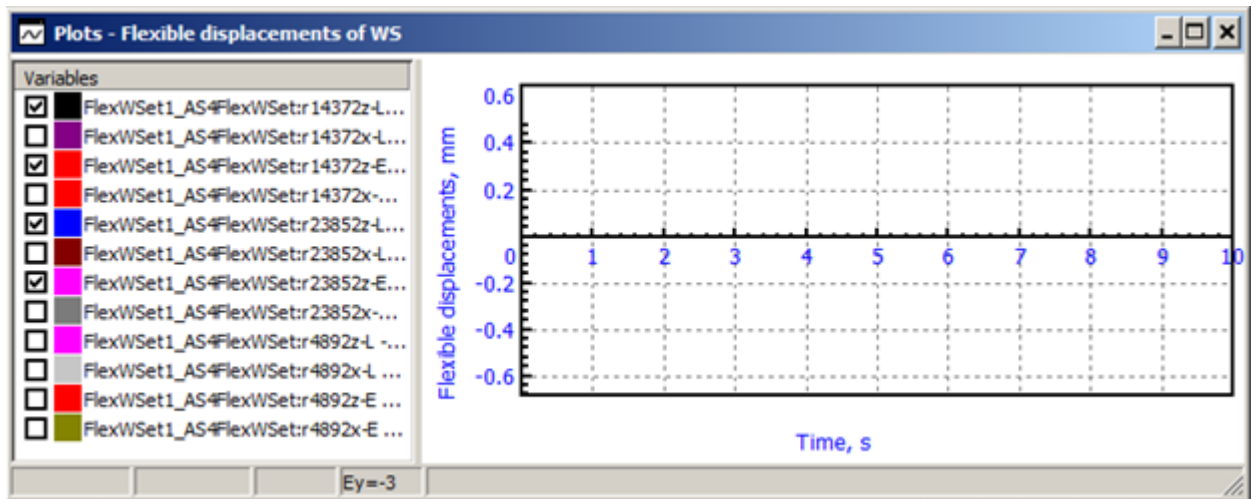 Plots - Flexible displacements of WS
Variables
FlexWSet1_AS4FlexWSet:r14372z-L...
FlexWSet1_AS4FlexWSet:r14372x-L...
FlexWSet1_AS4FlexWSet:r14372z-E...
FlexWSet1_AS4FlexWSet:r14372x-...
FlexWSet1_AS4FlexWSet:r23852z-L...
FlexWSet1_AS4FlexWSet:r23852x-L...
FlexWSet1_AS4FlexWSet:r23852z-E...
FlexWSet1_AS4FlexWSet:r23852x-...
FlexWSet1_AS4FlexWSet:r4892z-L -...
FlexWSet1_AS4FlexWSet:r4892x-L ...
FlexWSet1_AS4FlexWSet:r4892z-E ...
FlexWSet1_AS4FlexWSet:r4892x-E ...
Flexible displacements, mm
0.6
0.4
0.2
0 1 2 3 4 5 6 7 8 9 10
-0.2
-0.4
-0.6
Time, s
Ey=-3